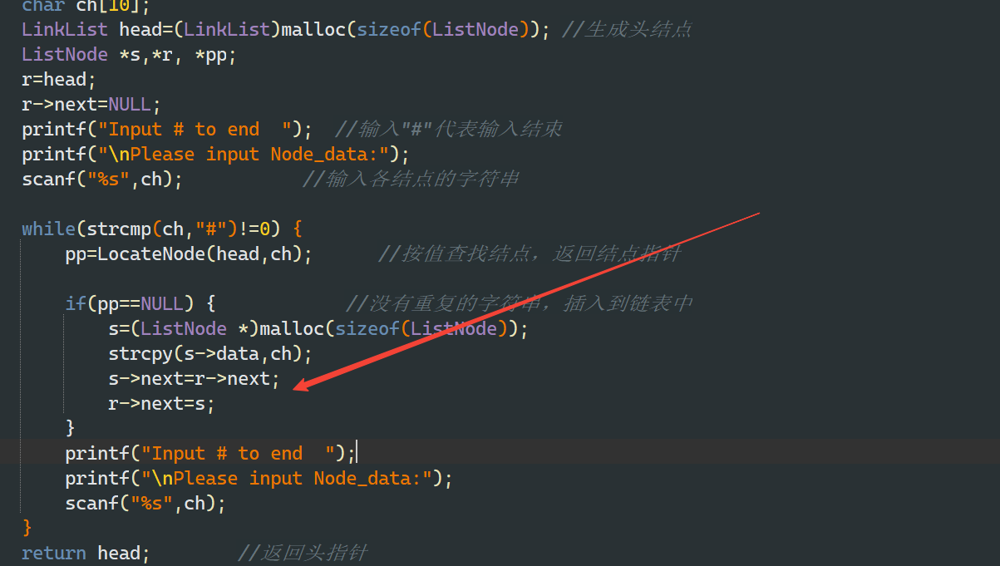 char ch[10];
LinkList head=(LinkList)malloc(sizeof(ListNode)); //生成头结点
ListNode *s,*r, *pp;
r=head;
r->next=NULL;
printf("Input # to end  ");  //输入"#"代表输入结束
printf("\nPlease input Node_data:");
scanf("%s",ch);           //输入各结点的字符串
while(strcmp(ch,"#")!=0) {
    pp=LocateNode(head,ch);      //按值查找结点，返回结点指针
    if(pp==NULL) {            //没有重复的字符串，插入到链表中
        s=(ListNode *)malloc(sizeof(ListNode));
        strcpy(s->data,ch);
        s->next=r->next;
        r->next=s;
    }
    printf("Input # to end  ");
    printf("\nPlease input Node_data:");
    scanf("%s",ch);
}
return head;        //返回头指针